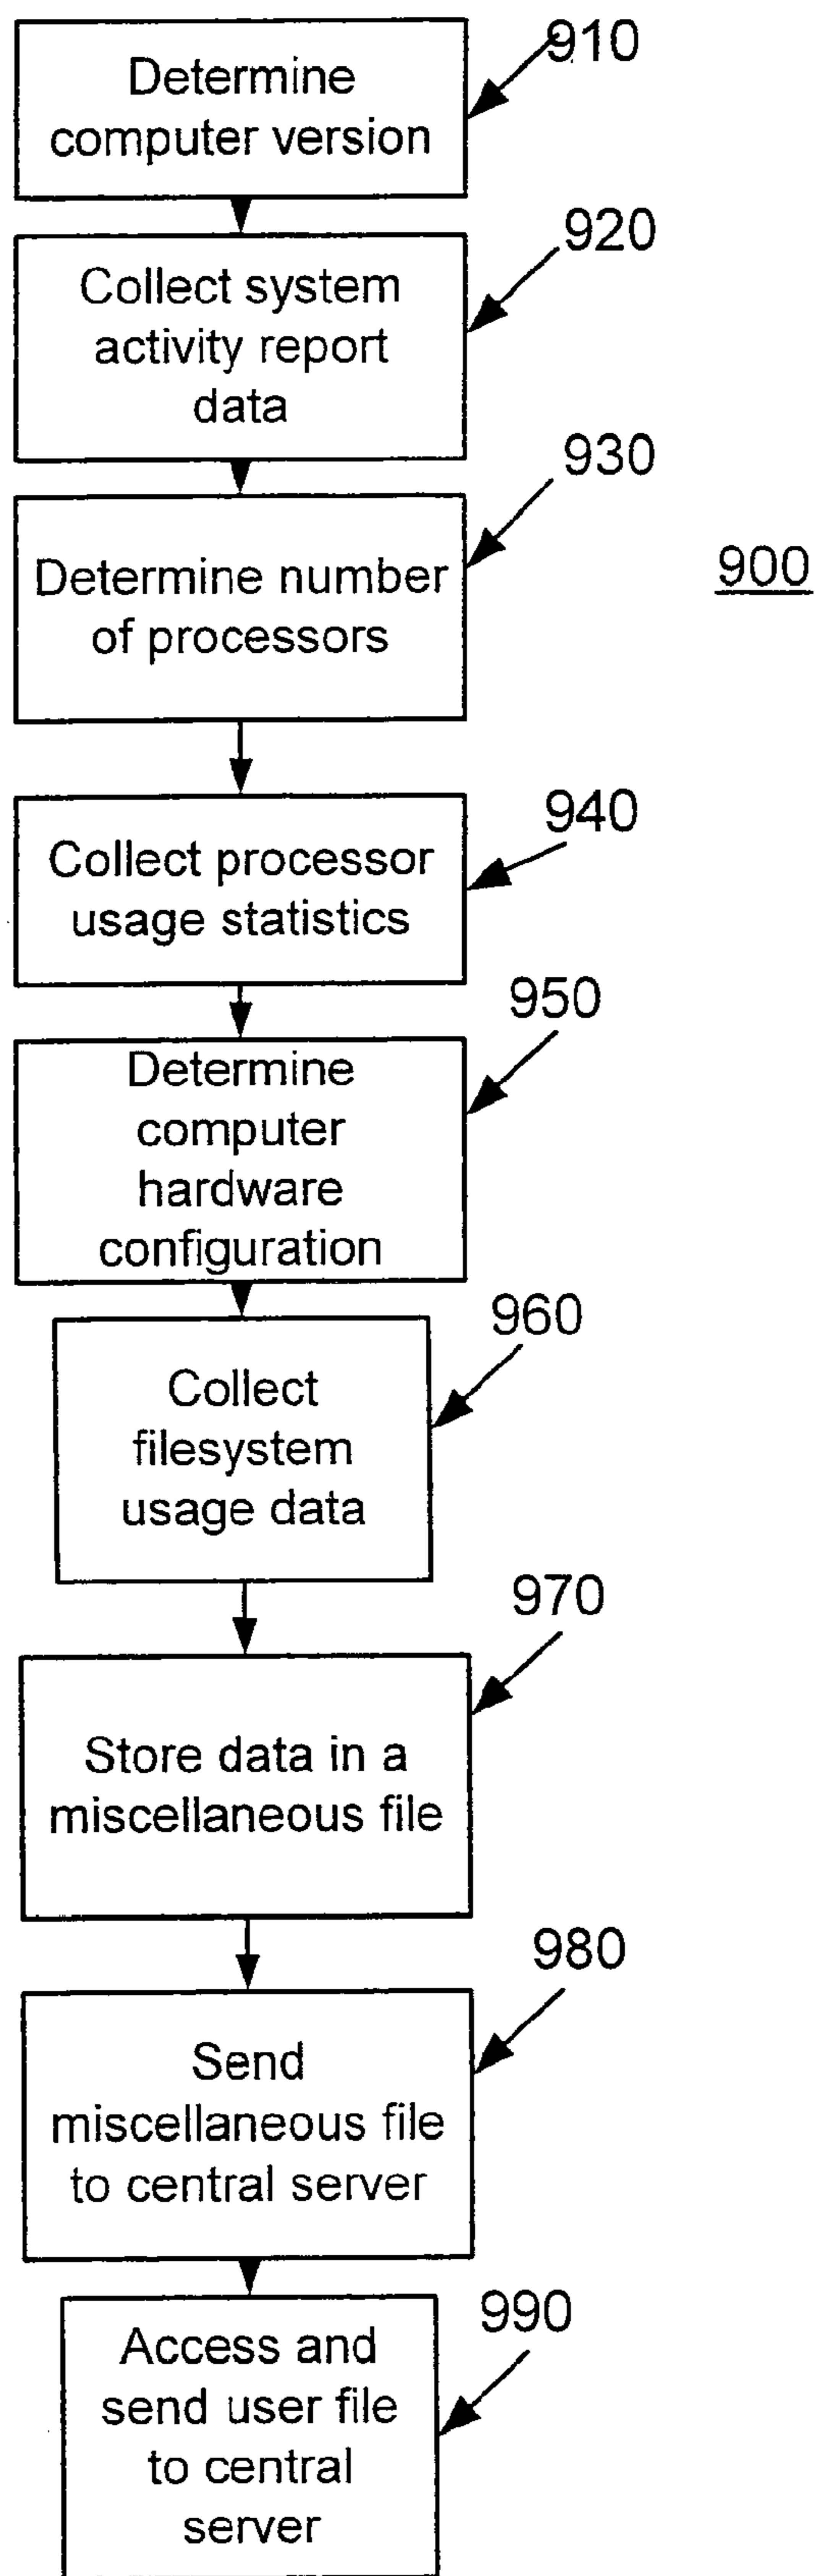 910
Determine
computer version
920
Collect system
activity report
data
930
Determine number
of processors
900
940
Collect processor
usage statistics
950
Determine
computer
hardware
configuration
960
Collect
filesystem
usage data
970
Store data in a
miscellaneous file
980
Send
miscellaneous file
to central server
990
Access and
send user file
to central
server